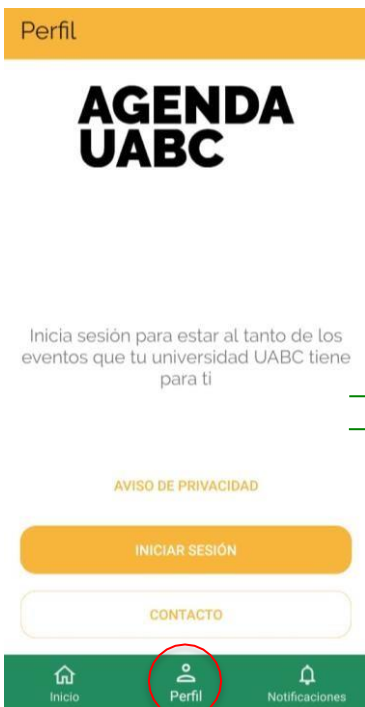 Perfil
AGENDA
UABC
Inicia sesión para estar al tanto de los
eventos que tu universidad UABC tiene
para ti
AVISO DE PRIVACIDAD
INICIAR SESIÓN
CONTACTO
Inicio
Perfil
Notificaciones